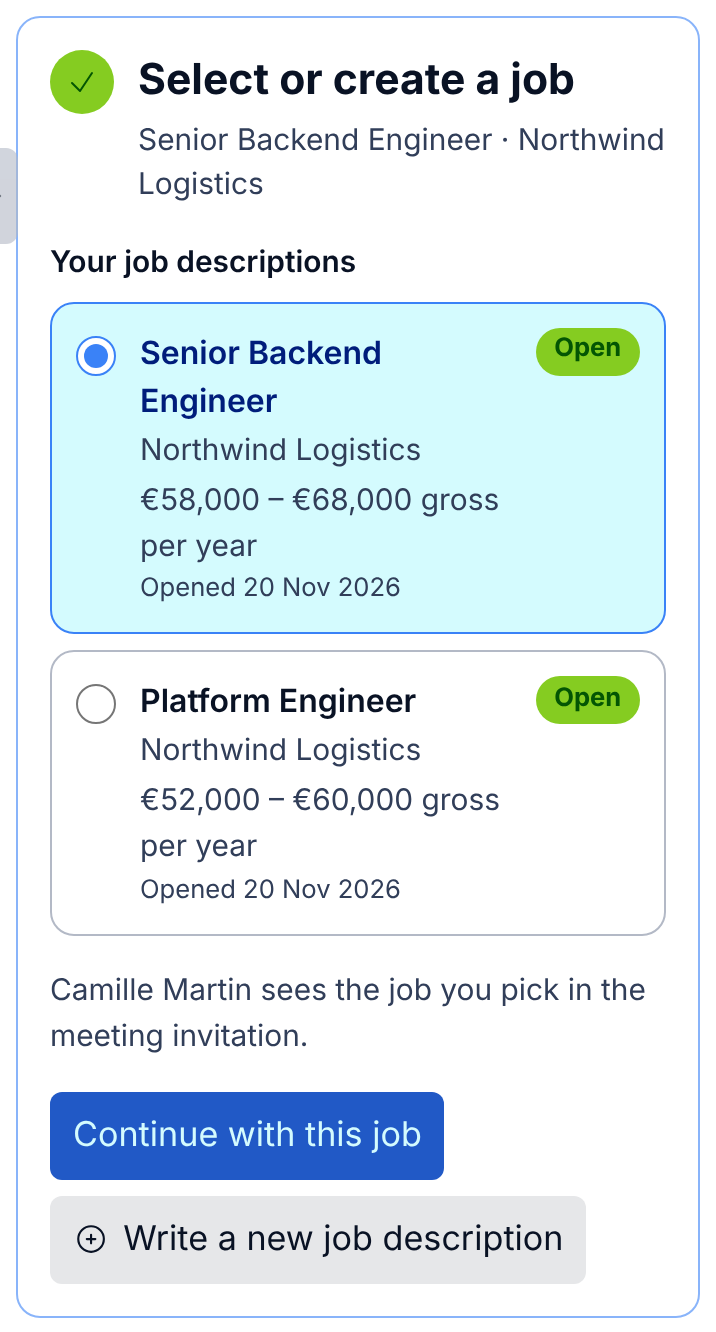 Select or create a job
Senior Backend Engineer · Northwind
Logistics
Your job descriptions
Senior Backend
Engineer
Open
Northwind Logistics
€58,000 – €68,000 gross
per year
Opened 20 Nov 2026
Platform Engineer
Open
Northwind Logistics
€52,000 – €60,000 gross
per year
Opened 20 Nov 2026
Camille Martin sees the job you pick in the
meeting invitation.
Continue with this job
Write a new job description